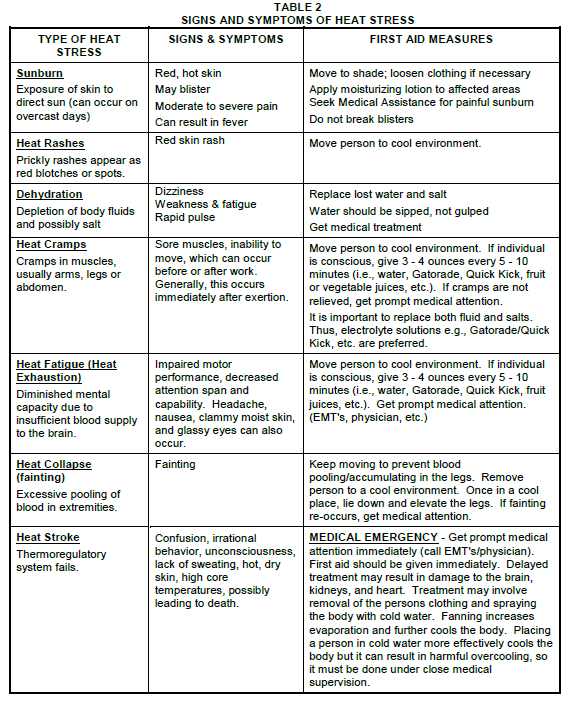 TABLE 2
SIGNS AND SYMPTOMS OF HEAT STRESS
TYPE OF HEAT
STRESS
SIGNS & SYMPTOMS
FIRST AID MEASURES
Sunburn
Exposure of skin to
direct sun (can occur on
overcast days)
Red, hot skin
May blister
Moderate to severe pain
Can result in fever
Move to shade; loosen clothing if necessary
Apply moisturizing lotion to affected areas
Seek Medical Assistance for painful sunburn
Do not break blisters
Heat Rashes
Prickly rashes appear as
red blotches or spots.
Red skin rash
Move person to cool environment.
Dehydration
Depletion of body fluids
and possibly salt
Dizziness
Weakness & fatigue
Rapid pulse
Replace lost water and salt
Water should be sipped, not gulped
Get medical treatment
Heat Cramps
Cramps in muscles,
usually arms, legs or
abdomen.
Sore muscles, inability to
move, which can occur
before or after work.
Generally, this occurs
immediately after exertion.
Move person to cool environment. If individual
is conscious, give 3 - 4 ounces every 5 - 10
minutes (i.e., water, Gatorade, Quick Kick, fruit
or vegetable juices, etc.). If cramps are not
relieved, get prompt medical attention.
It is important to replace both fluid and salts.
Thus, electrolyte solutions e.g., Gatorade/Quick
Kick, etc. are preferred.
Heat Fatigue (Heat
Exhaustion)
Diminished mental
capacity due to
insufficient blood supply
to the brain.
Impaired motor
performance, decreased
attention span and
capability. Headache,
nausea, clammy moist skin,
and glassy eyes can also
occur.
Move person to cool environment. If individual
is conscious, give 3 - 4 ounces every 5 - 10
minutes (i.e., water, Gatorade, Quick Kick, fruit
juices, etc.). Get prompt medical attention.
(EMT's, physician, etc.)
Heat Collapse
(fainting)
Excessive pooling of
blood in extremities.
Fainting
Keep moving to prevent blood
pooling/accumulating in the legs. Remove
person to a cool environment. Once in a cool
place, lie down and elevate the legs. If fainting
re-occurs, get medical attention.
Heat Stroke
Thermoregulatory
system fails.
Confusion, irrational
behavior, unconsciousness,
lack of sweating, hot, dry
skin, high core
temperatures, possibly
leading to death.
MEDICAL EMERGENCY - Get prompt medical
attention immediately (call EMT's/physician).
First aid should be given immediately. Delayed
treatment may result in damage to the brain,
kidneys, and heart. Treatment may involve
removal of the persons clothing and spraying
the body with cold water. Fanning increases
evaporation and further cools the body. Placing
a person in cold water more effectively cools the
body but it can result in harmful overcooling, so
it must be done under close medical
supervision.